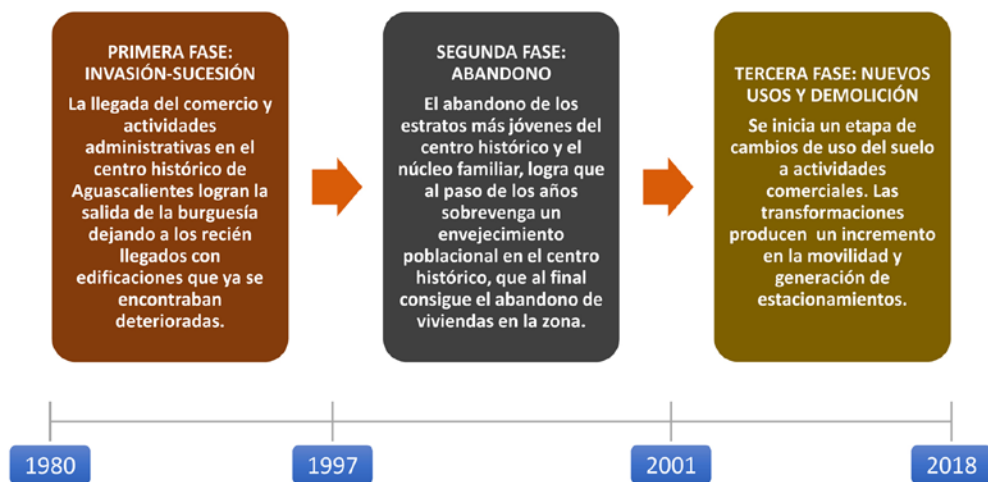 PRIMERA FASE:
INVASIÓN-SUCESIÓN
La llegada del comercio y
actividades
administrativas en el
centro histórico de
Aguascalientes logran la
salida de la burguesía
dejando a los recién
llegados con
edificaciones que ya se
encontraban
deterioradas.
SEGUNDA FASE:
ABANDONO
El abandono de los
estratos más jóvenes del
centro histórico y el
núcleo familiar, logra que
al paso de los años
sobrevenga un
envejecimiento
poblacional en el centro
histórico, que al final
consigue el abandono de
viviendas en la zona.
TERCERA FASE: NUEVOS
USOS Y DEMOLICIÓN
Se inicia un etapa de
cambios de uso del suelo
a actividades
comerciales. Las
transformaciones
producen un incremento
en la movilidad y
generación de
estacionamientos.
1980
1997
2001
2018